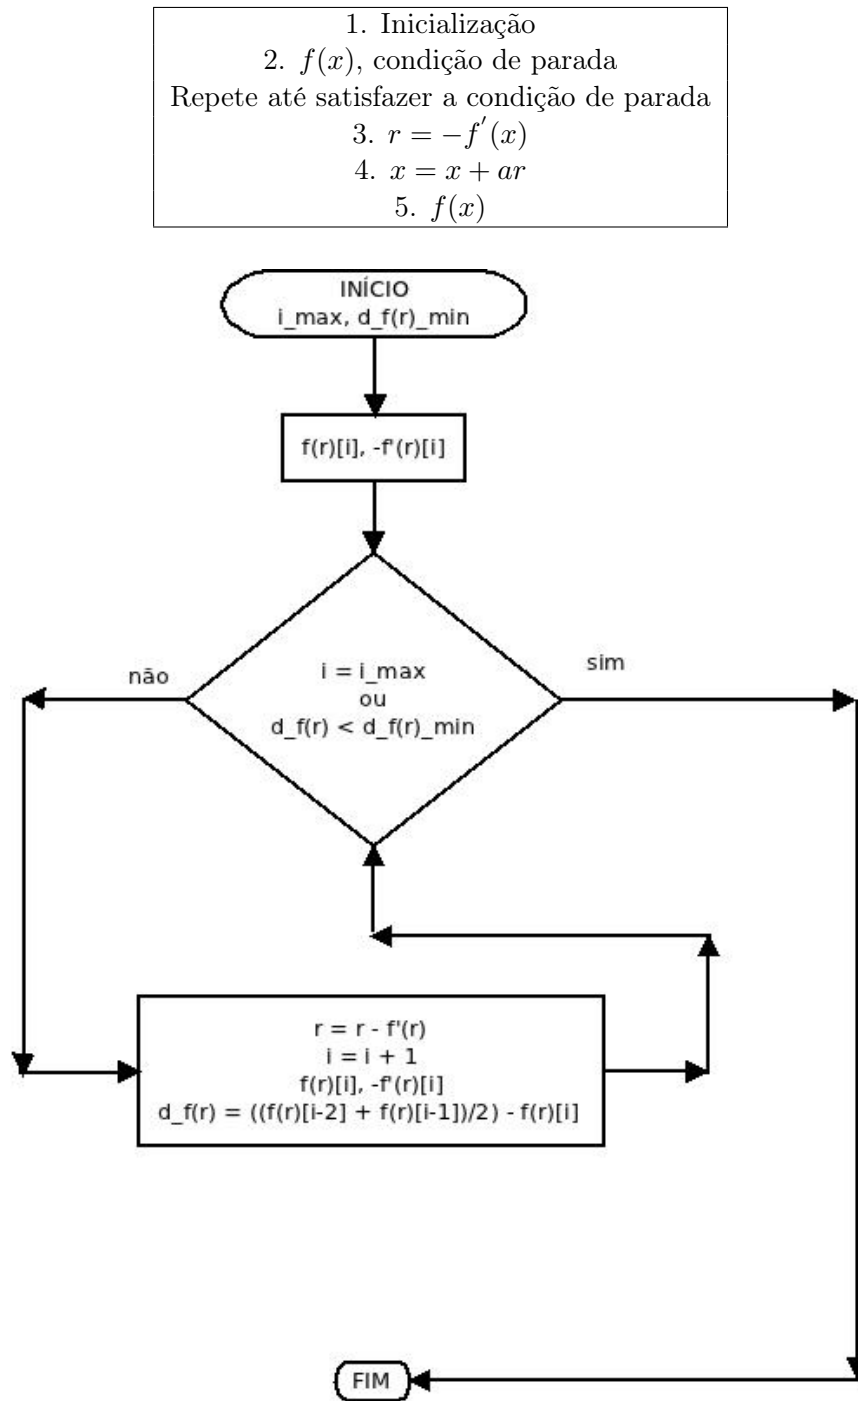 1. Inicialização
2. f(x), condição de parada
Repete até satisfazer a condição de parada
3. r = −f′(x)
4. x = x + ar
5. f(x)
INÍCIO
i_max, d_f(r)_min
f(r)[i], -f'(r)[i]
não
sim
i = i_max
ou
d_f(r) < d_f(r)_min
r = r - f'(r)
i = i + 1
f(r)[i], -f'(r)[i]
d_f(r) = ((f(r)[i-2] + f(r)[i-1])/2) - f(r)[i]
FIM